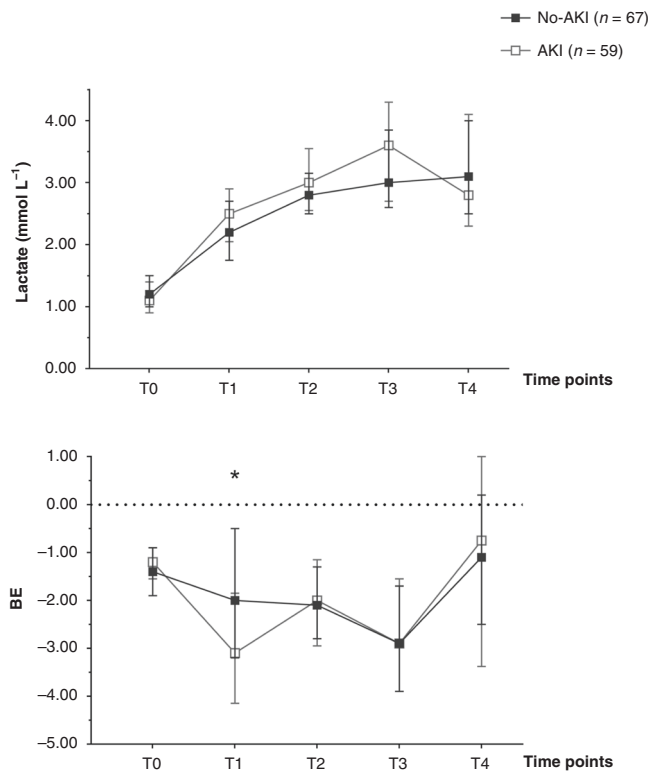 No-AKI (n = 67)
AKI (n = 59)
4.00
3.00
2.00
1.00
0.00
Lactate (mmol L⁻¹)
T0 T1 T2 T3 T4
Time points
1.00
0.00
–1.00
–2.00
–3.00
–4.00
–5.00
BE
*
T0 T1 T2 T3 T4
Time points